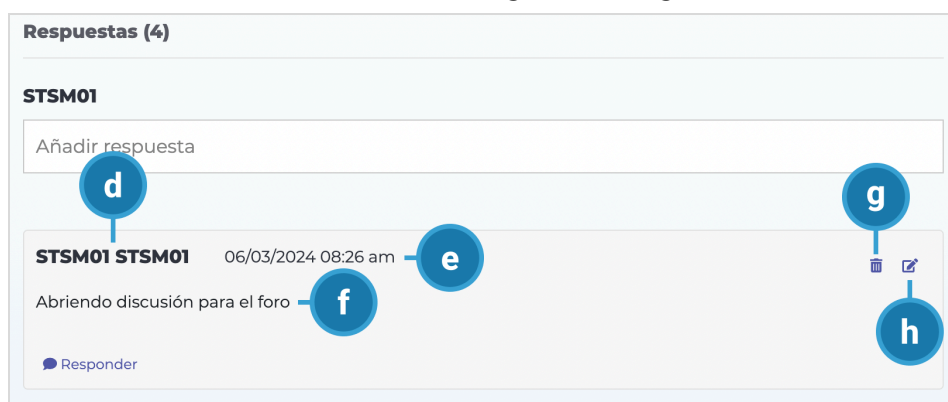 Respuestas (4)
STSM01
Añadir respuesta
d
g
STSM01 STSM01 06/03/2024 08:26 am e
Abriendo discusión para el foro f
h
Responder